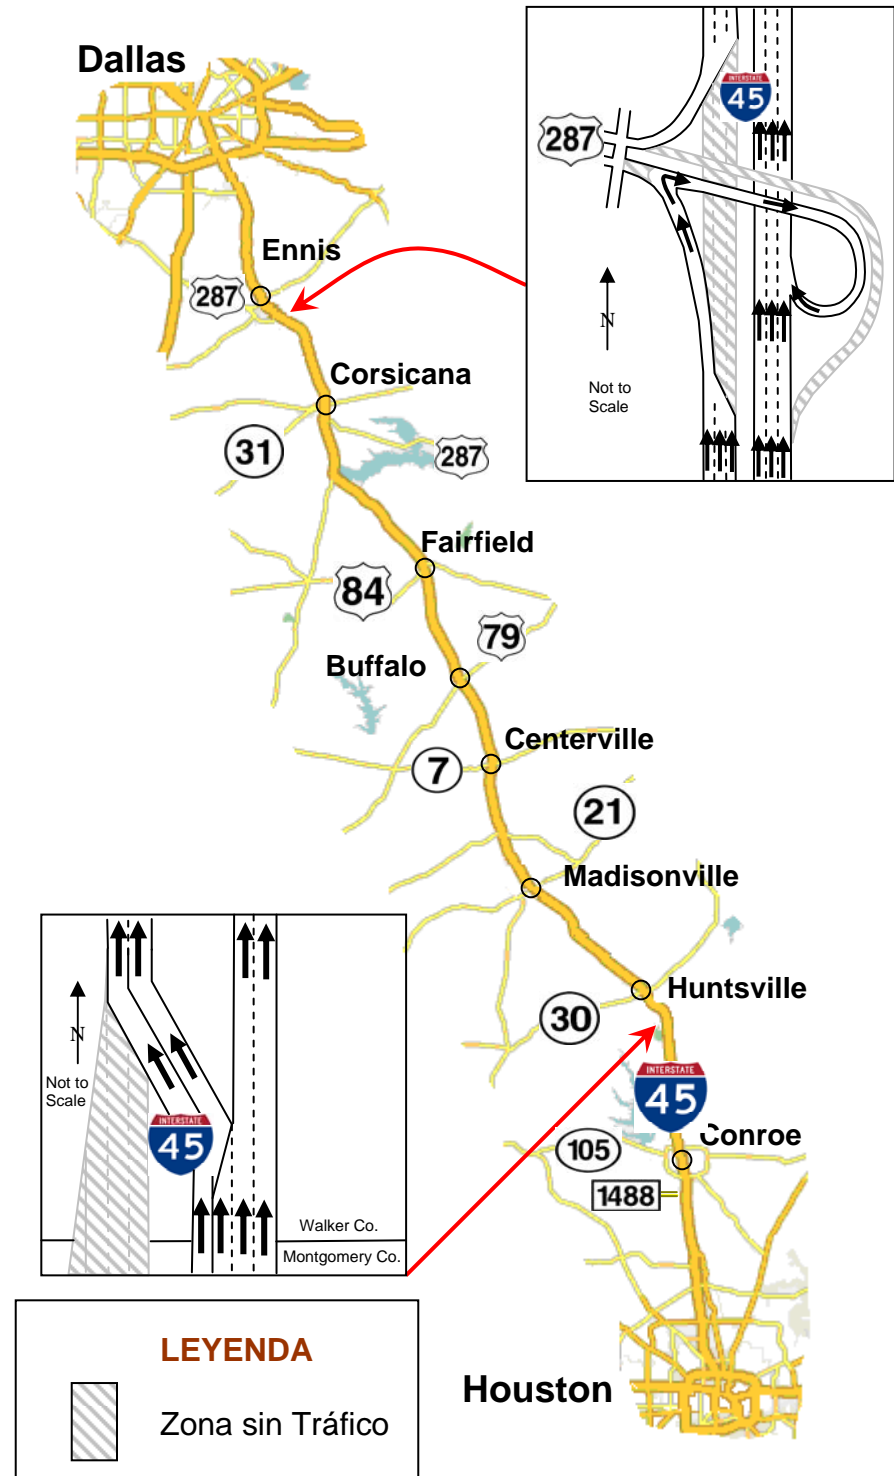 Dallas
INTERSTATE
45
287
N
Not to
Scale
Ennis
287
Corsicana
31
287
Fairfield
84
79
Buffalo
Centerville
7
21
Madisonville
Huntsville
30
INTERSTATE
45
Conroe
105
1488
N
Not to
Scale
INTERSTATE
45
Walker Co.
Montgomery Co.
LEYENDA
Zona sin Tráfico
Houston